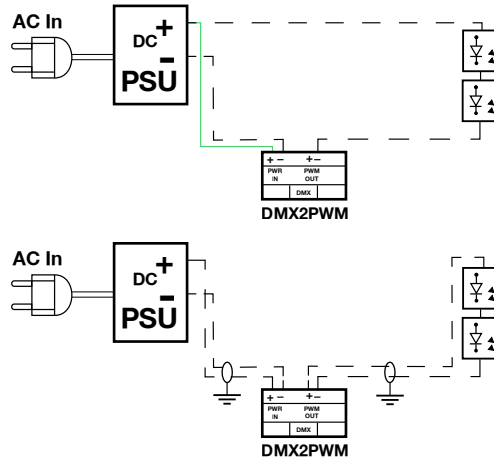 AC In
DC +
- PSU
+ - + -
PWR PWM
IN OUT
DMX
DMX2PWM
AC In
DC +
- PSU
+ - + -
PWR PWM
IN OUT
DMX
DMX2PWM